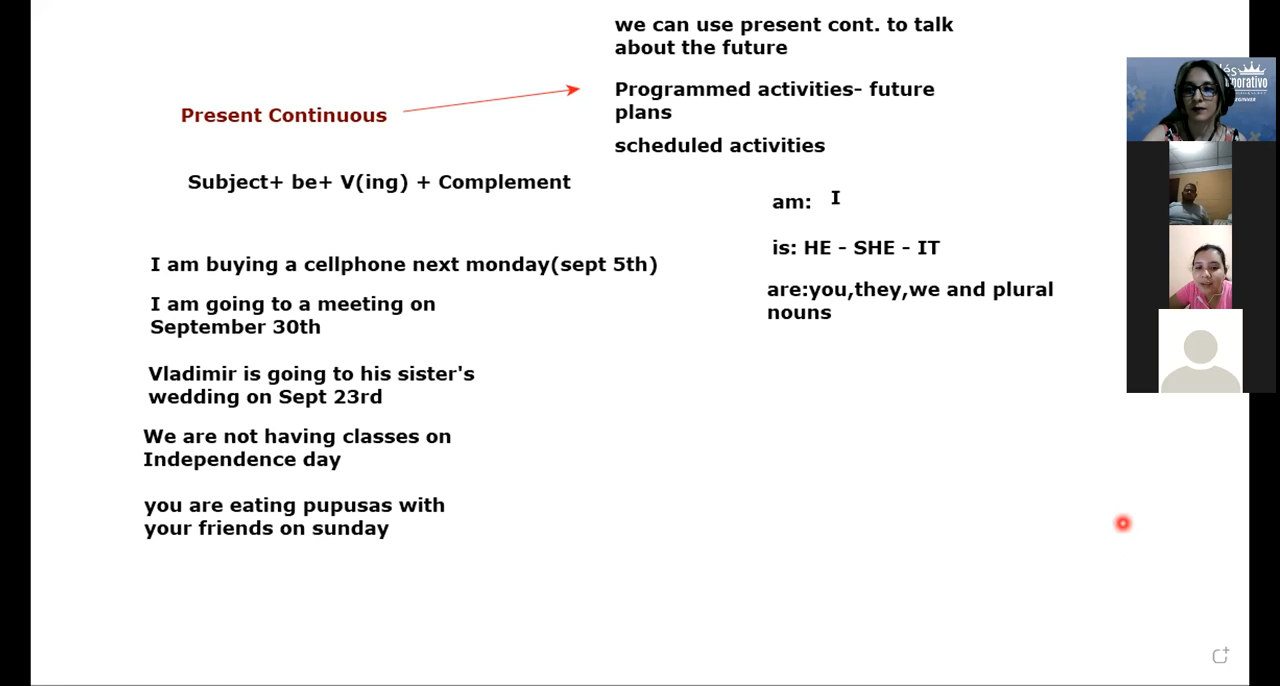 we can use present cont. to talk
about the future
Programmed activities- future
plans
scheduled activities
Present Continuous
Subject+ be+ V(ing) + Complement
am: I
is: HE - SHE - IT
are:you,they,we and plural
nouns
I am buying a cellphone next monday(sept 5th)
I am going to a meeting on
September 30th
Vladimir is going to his sister's
wedding on Sept 23rd
We are not having classes on
Independence day
you are eating pupusas with
your friends on sunday